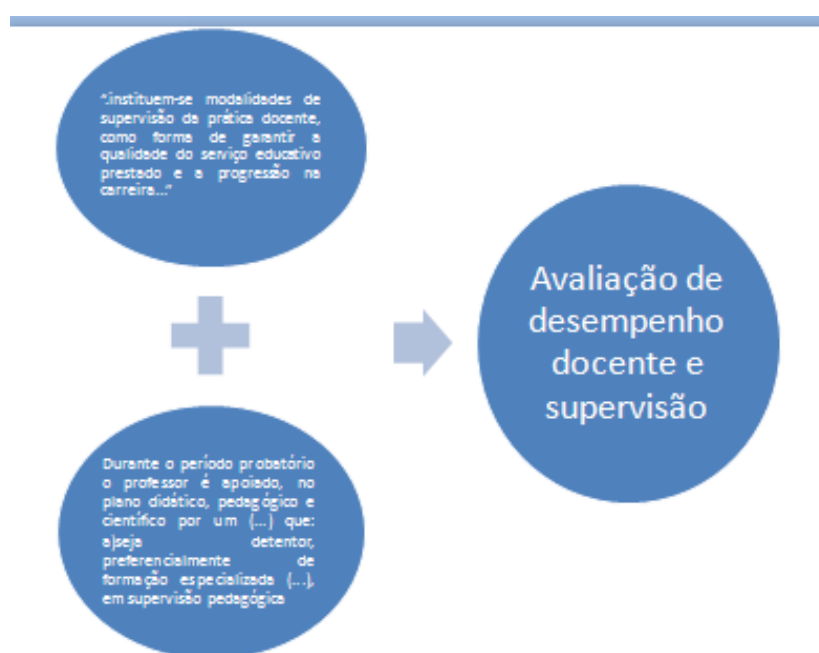 “.instituem-se modalidades de
supervisão da prática docente,
como forma de garantir a
qualidade do serviço educativo
prestado e a progressão na
carreira...”
Durante o período probatório
o professor é apoiado, no
plano didático, pedagógico e
científico por um (...) que:
a)seja detentor,
preferencialmente de
formação especializada (...),
em supervisão pedagógica
Avaliação de
desempenho
docente e
supervisão